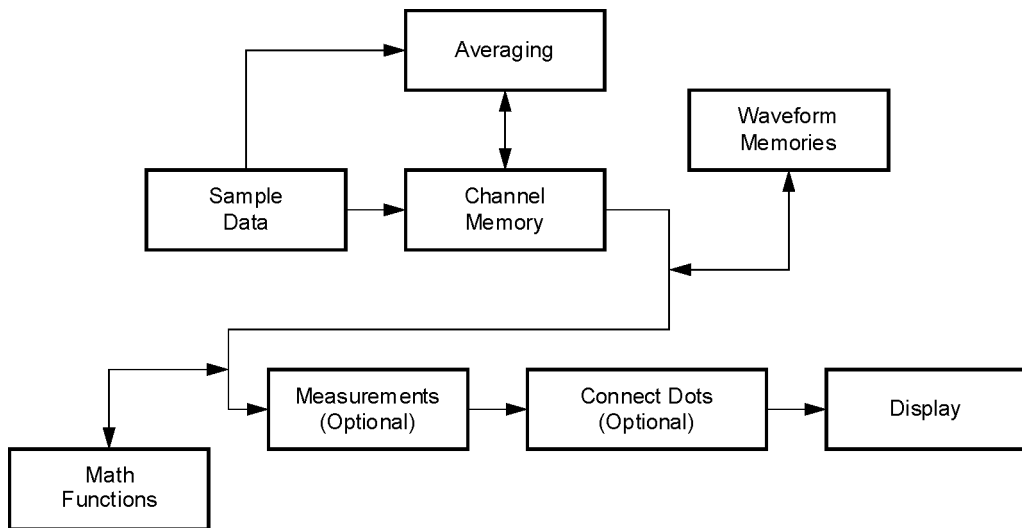 Averaging
Waveform
Memories
Sample
Data
Channel
Memory
Measurements
(Optional)
Connect Dots
(Optional)
Display
Math
Functions